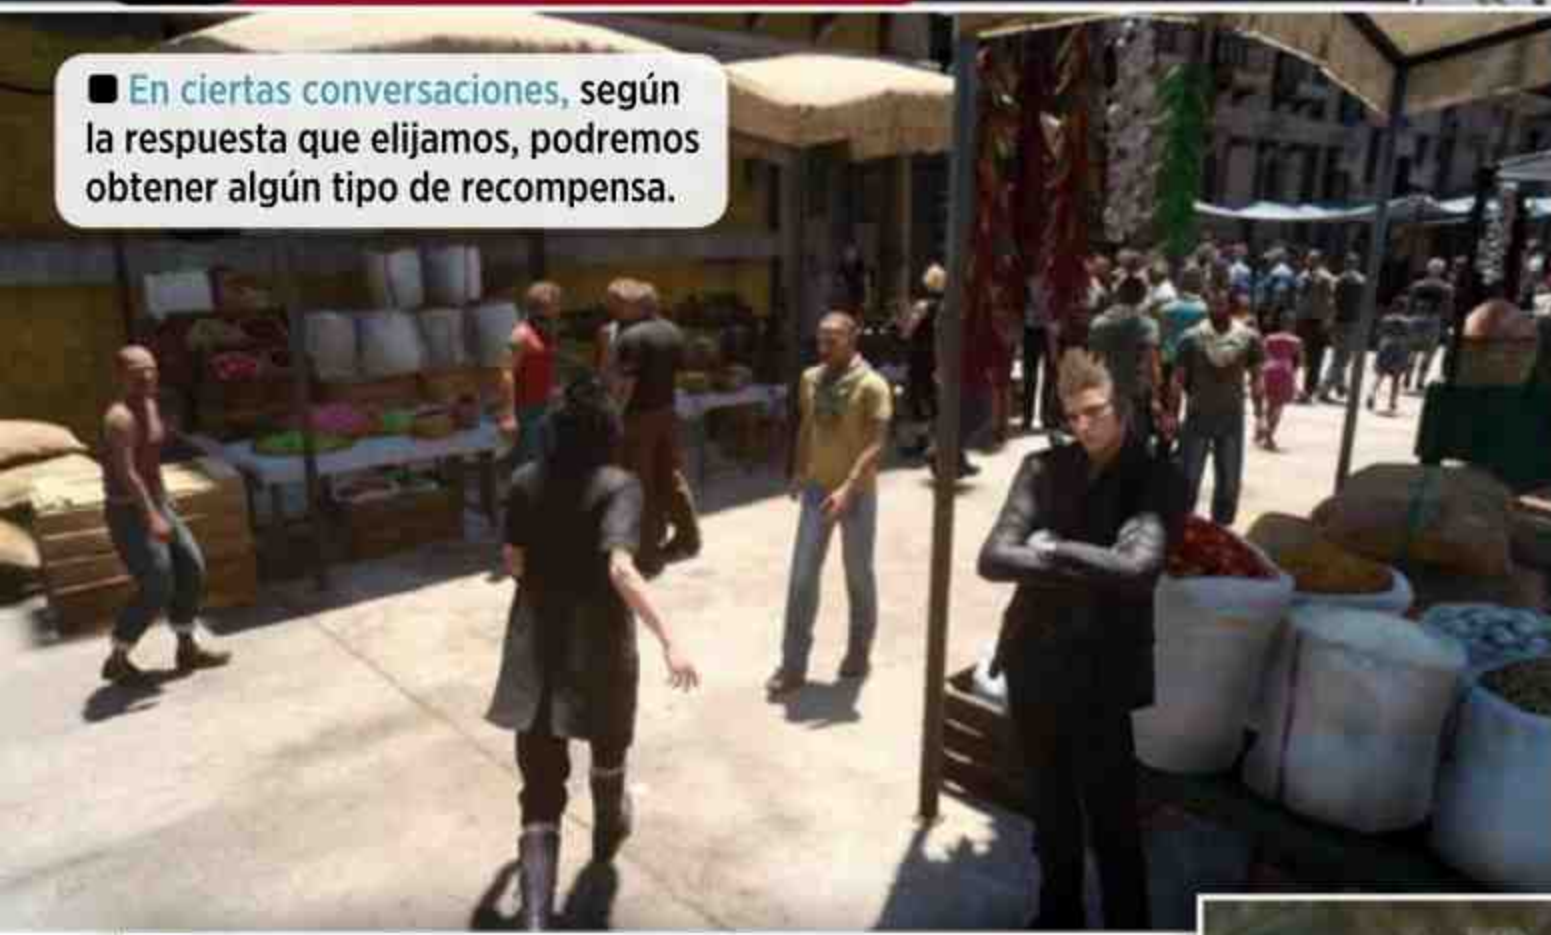 ■ En ciertas conversaciones, según
la respuesta que elijamos, podremos
obtener algún tipo de recompensa.